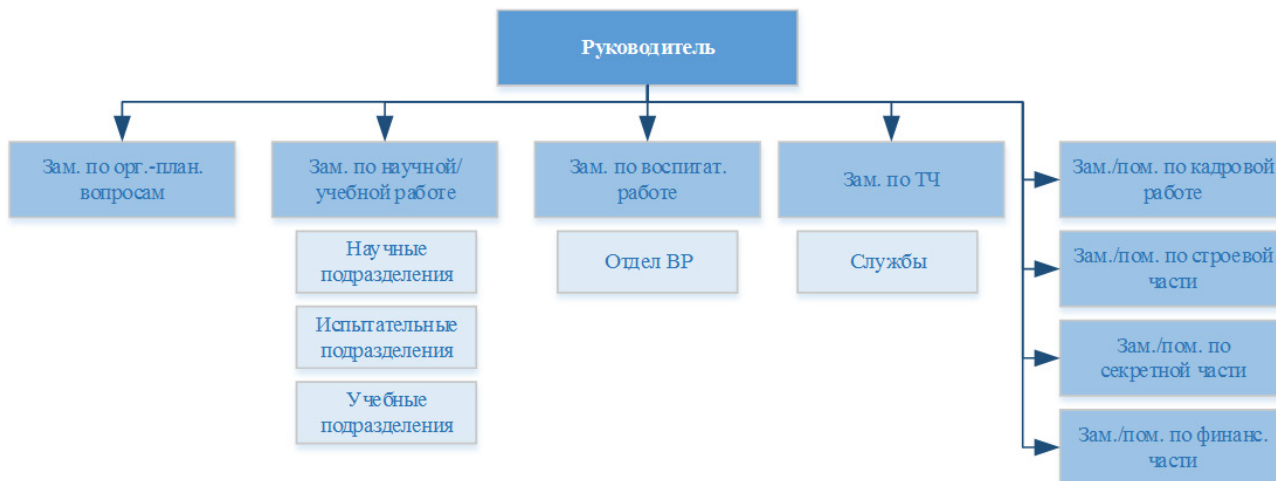 Руководитель
Зам. по орг.-план.
вопросам
Зам. по научной/
учебной работе
Научные
подразделения
Испытательные
подразделения
Учебные
подразделения
Зам. по воспитат.
работе
Отдел ВР
Зам. по ТЧ
Службы
Зам./пом. по кадровой
работе
Зам./пом. по строевой
части
Зам./пом. по
секретной части
Зам./пом. по финанс.
части